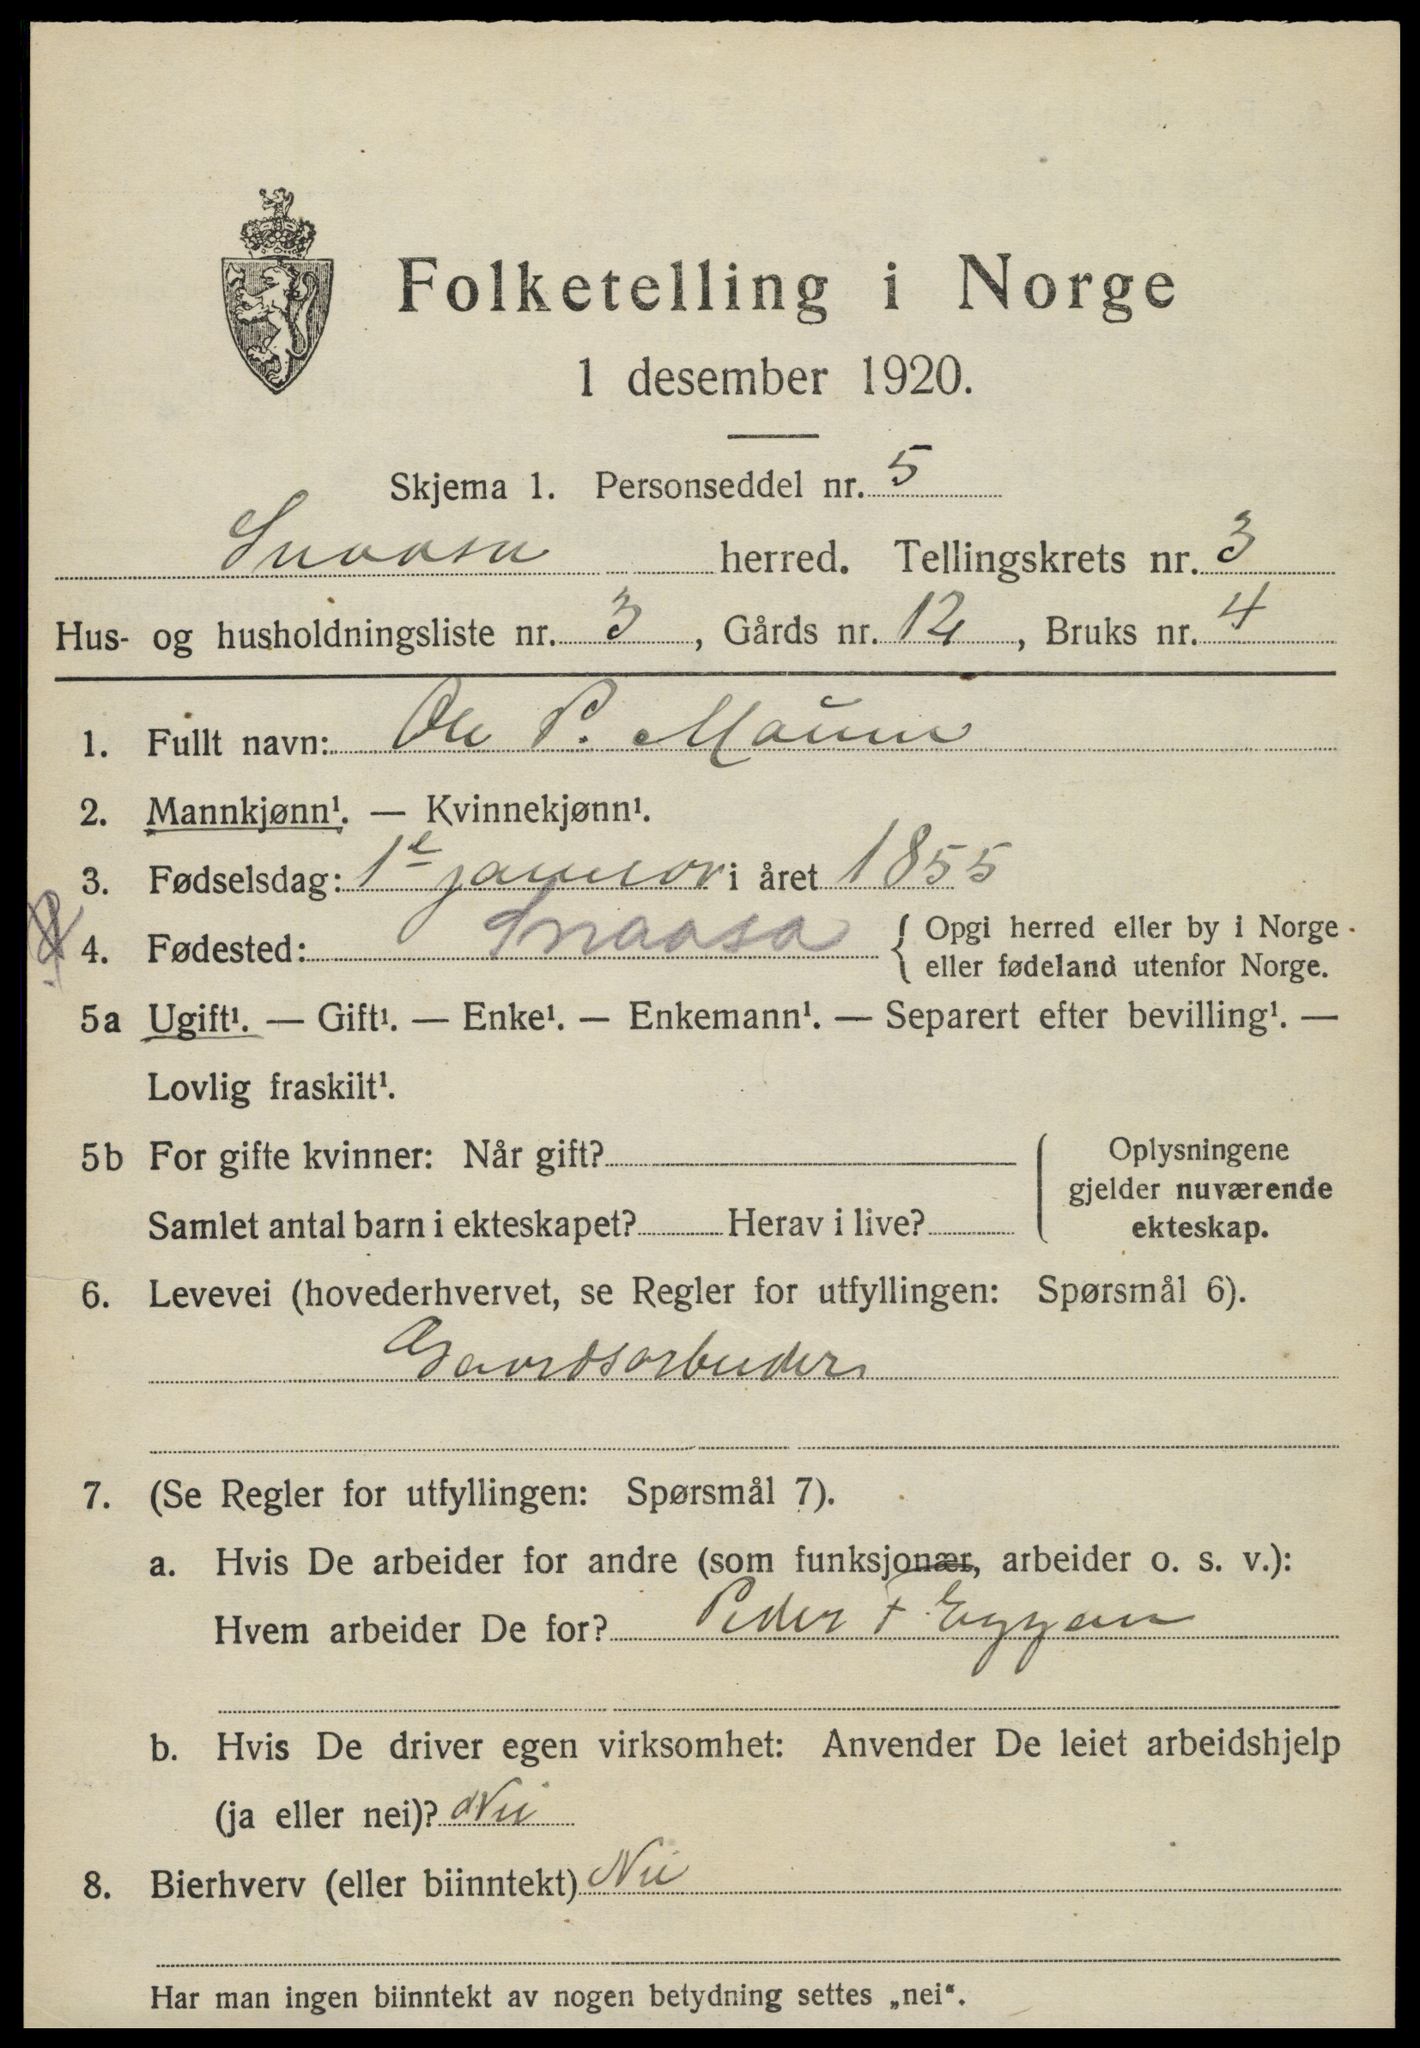 Folketelling i Norge
1 desember 1920.
Skjema 1. Personseddel nr. 5
Snaasa herred. Tellingskrets nr. 3
Hus- og husholdningsliste nr. 3, Gårds nr. 12, Bruks nr. 4
1. Fullt navn: Ole P. Maum
2. Mannkjønn¹. — Kvinnekjønn¹.
3. Fødselsdag: 1ᵗ januar i året 1855
4. Fødested: Snaasa { Opgi herred eller by i Norge
eller fødeland utenfor Norge.
5a Ugift¹. — Gift¹. — Enke¹. — Enkemann¹. — Separert efter bevilling¹. —
Lovlig fraskilt¹.
5b For gifte kvinner: Når gift?
Samlet antal barn i ekteskapet? Herav i live?
Oplysningene
gjelder nuværende
ekteskap.
6. Levevei (hovederhvervet, se Regler for utfyllingen: Spørsmål 6).
Gaardsarbeider
7. (Se Regler for utfyllingen: Spørsmål 7).
a. Hvis De arbeider for andre (som funksjonær, arbeider o. s. v.):
Hvem arbeider De for? Peder F Eggen
b. Hvis De driver egen virksomhet: Anvender De leiet arbeidshjelp
(ja eller nei)? Nei
8. Bierhverv (eller biinntekt) Nei
Har man ingen biinntekt av nogen betydning settes „nei“.